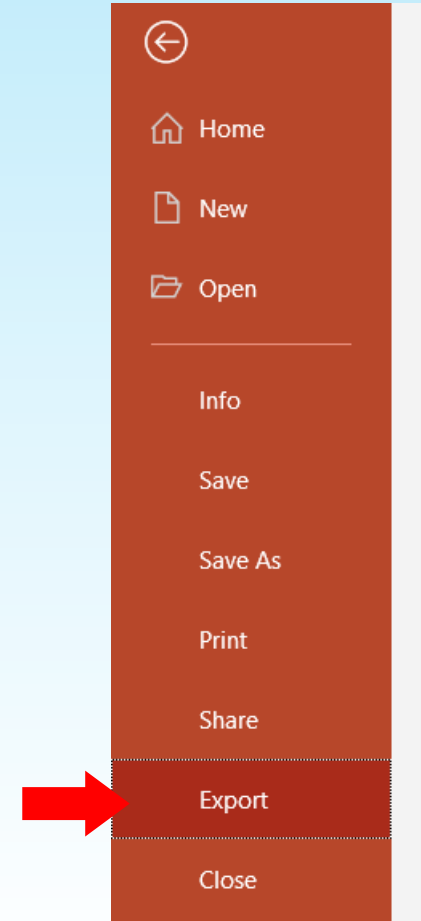 Home
New
Open
Info
Save
Save As
Print
Share
Export
Close